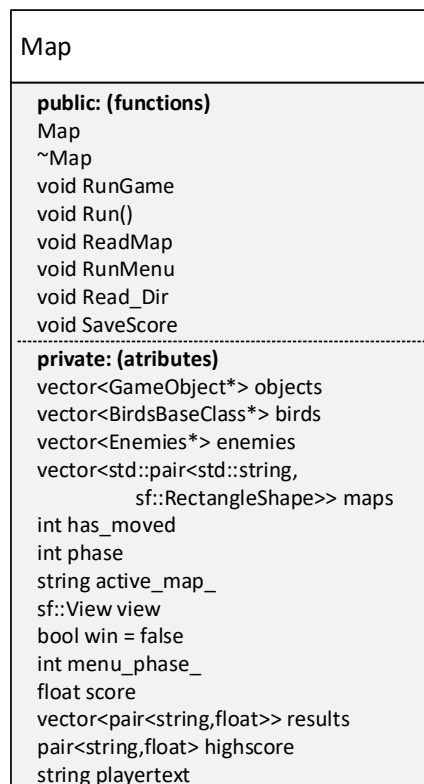 Map
public: (functions)
Map
~Map
void RunGame
void Run()
void ReadMap
void RunMenu
void Read_Dir
void SaveScore
private: (atributes)
vector<GameObject*> objects
vector<BirdsBaseClass*> birds
vector<Enemies*> enemies
vector<std::pair<std::string,
sf::RectangleShape>> maps
int has_moved
int phase
string active_map_
sf::View view
bool win = false
int menu_phase_
float score
vector<pair<string,float>> results
pair<string,float> highscore
string playertext